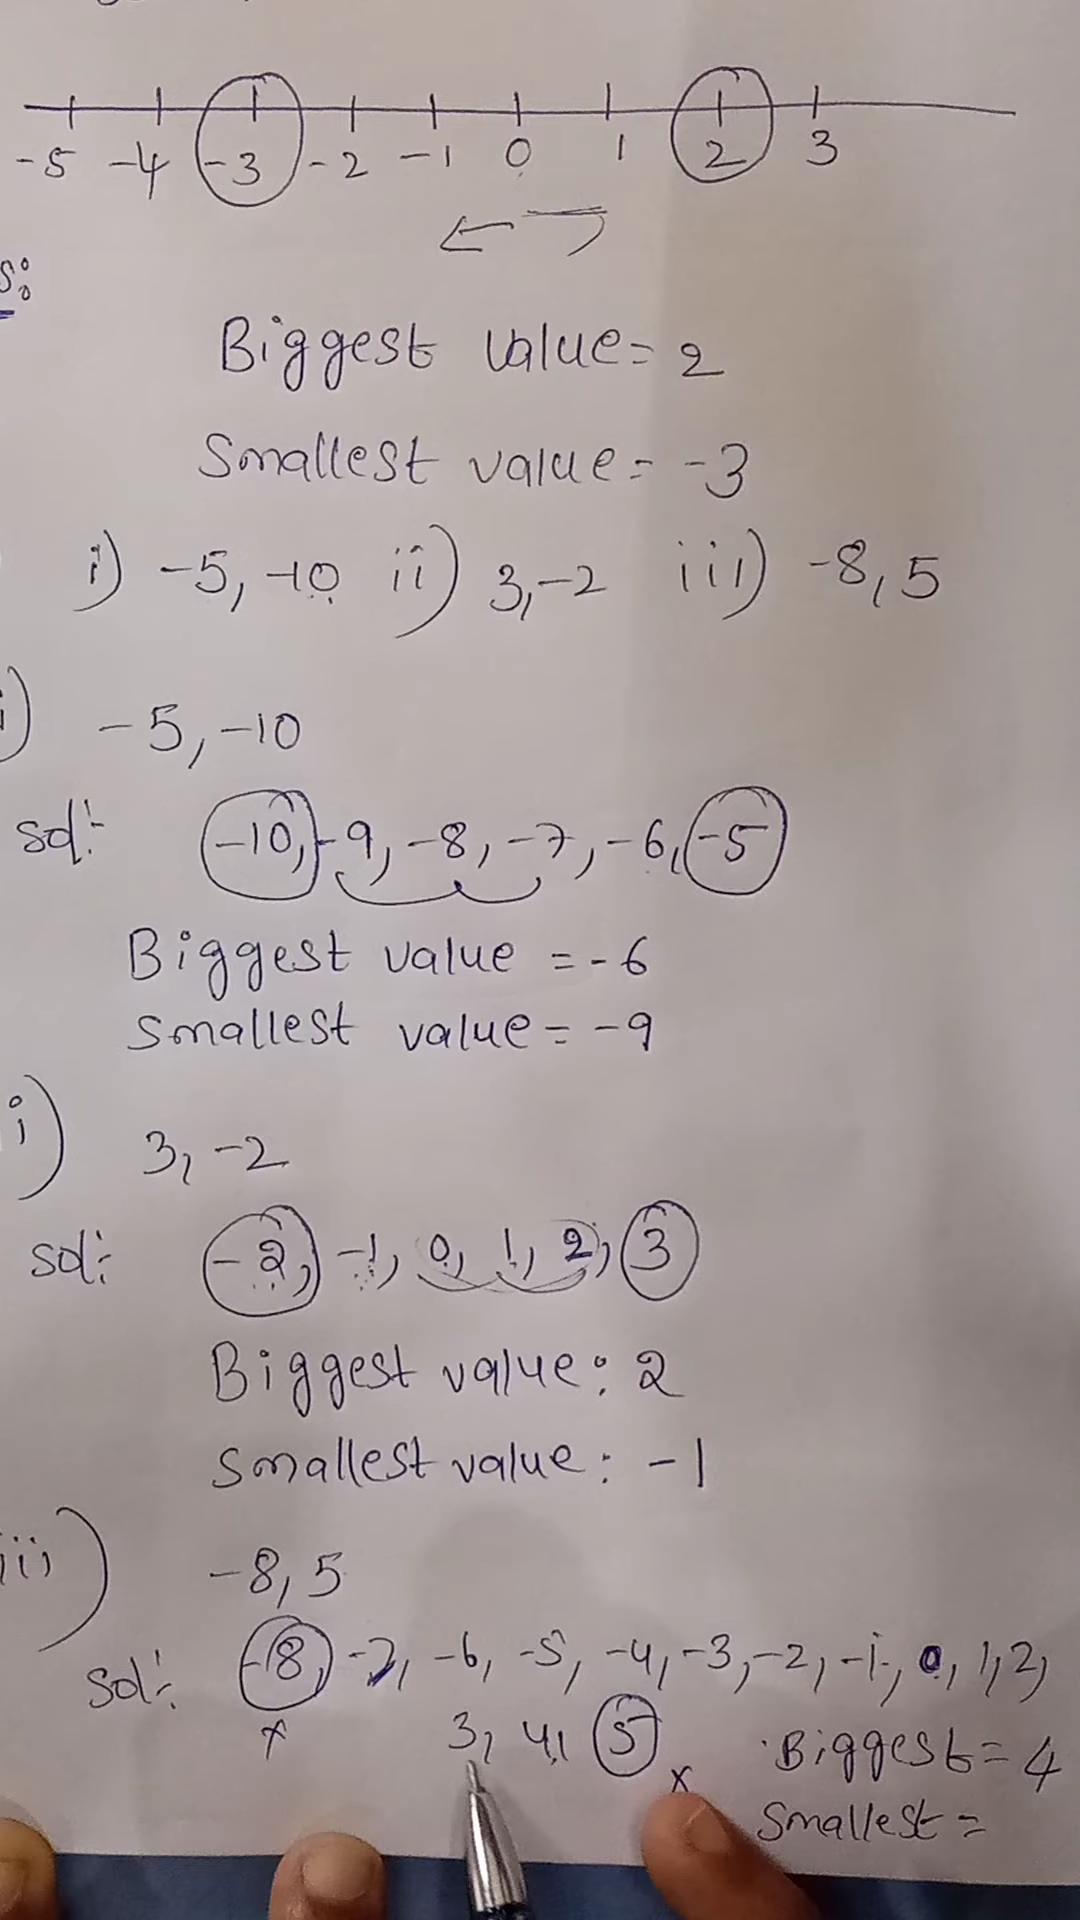 -5 -4 -3 -2 -1 0 1 2 3
s:
Biggest value= 2
Smallest value= -3
i) -5, -10 ii) 3, -2 iii) -8, 5
i) -5, -10
Sol:- -10, -9, -8, -7, -6, -5
Biggest value = -6
Smallest value = -9
i) 3, -2
Sol: -2, -1, 0, 1, 2, 3
Biggest value: 2
Smallest value: -1
iii) -8, 5
Sol:- -8, -7, -6, -5, -4, -3, -2, -1, 0, 1, 2,
x 3, 4, 5 x
Biggest = 4
Smallest =